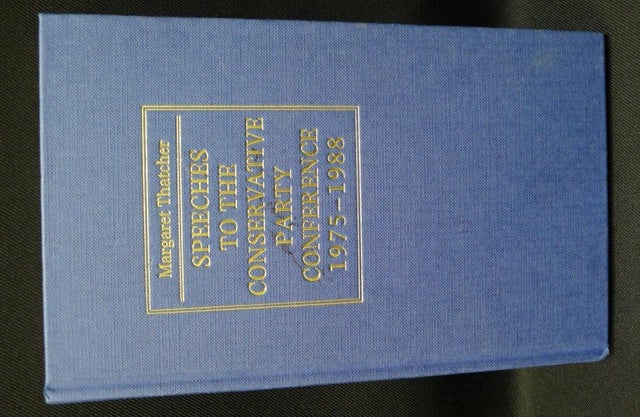 Margaret Thatcher
SPEECHES
TO THE
CONSERVATIVE
PARTY
CONFERENCE
1975–1988